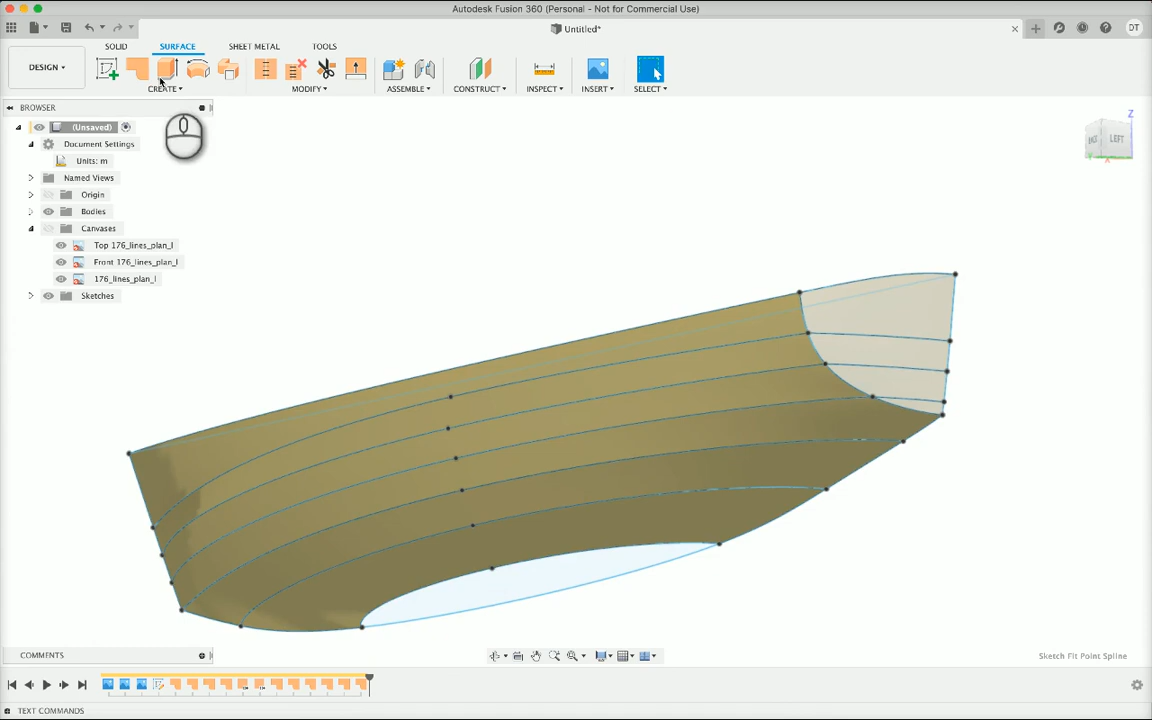 Autodesk Fusion 360 (Personal - Not for Commercial Use)
Untitled*
DT
SOLID SURFACE SHEET METAL TOOLS
DESIGN
CREATE MODIFY ASSEMBLE CONSTRUCT INSPECT INSERT SELECT
BROWSER
(Unsaved)
Document Settings
Units: m
Named Views
Origin
Bodies
Canvases
Top 176_lines_plan_l
Front 176_lines_plan_l
176_lines_plan_l
Sketches
Z
BACK LEFT
COMMENTS
Sketch Fit Point Spline
TEXT COMMANDS